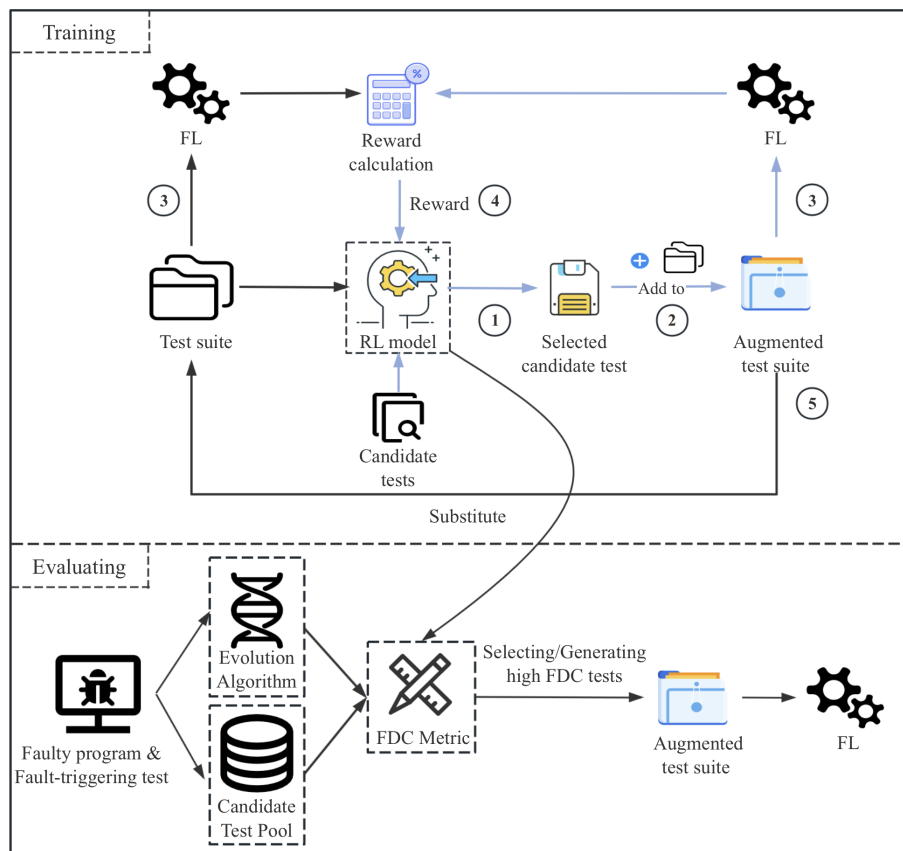 Training
%
FL
Reward
calculation
FL
3
Reward
4
3
Test suite
RL model
1
Selected
candidate test
Add to
2
Augmented
test suite
5
Candidate
tests
Substitute
Evaluating
Faulty program &
Fault-triggering test
Evolution
Algorithm
Candidate
Test Pool
FDC Metric
Selecting/Generating
high FDC tests
Augmented
test suite
FL